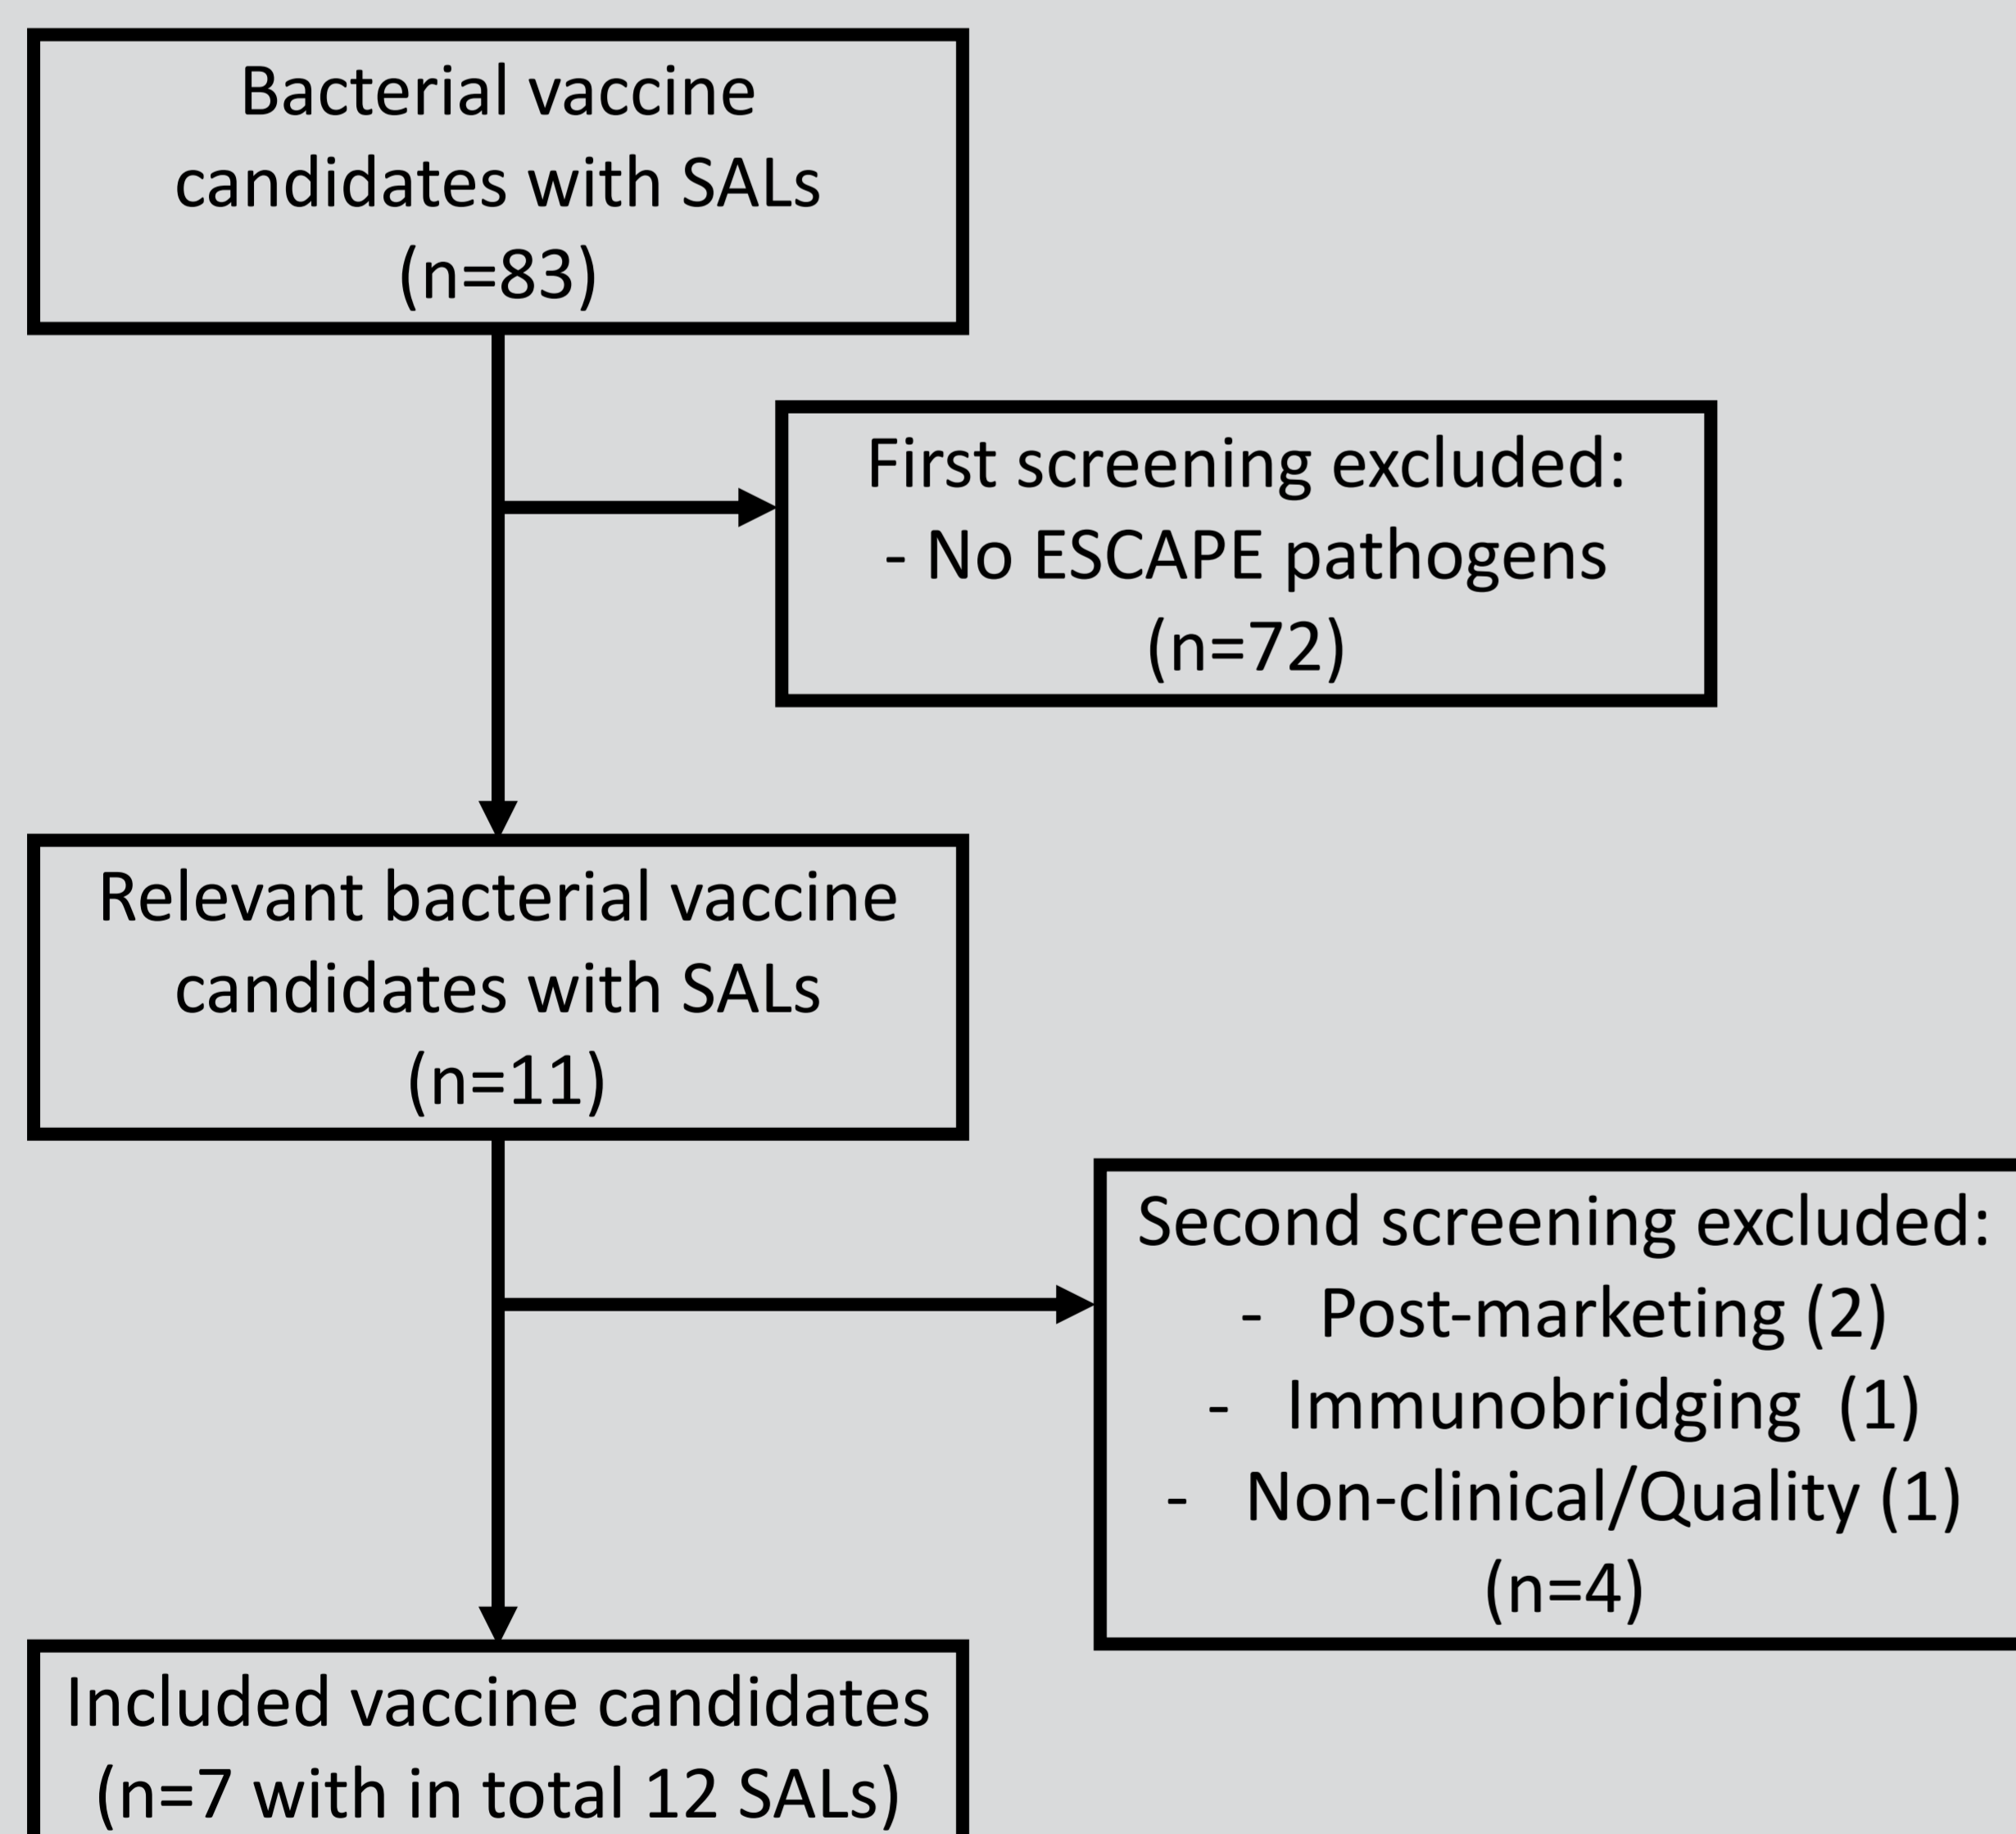 Bacterial vaccine
candidates with SALs
(n=83)
First screening excluded:
- No ESCAPE pathogens
(n=72)
Relevant bacterial vaccine
candidates with SALs
(n=11)
Second screening excluded:
- Post-marketing (2)
- Immunobridging (1)
- Non-clinical/Quality (1)
(n=4)
Included vaccine candidates
(n=7 with in total 12 SALs)